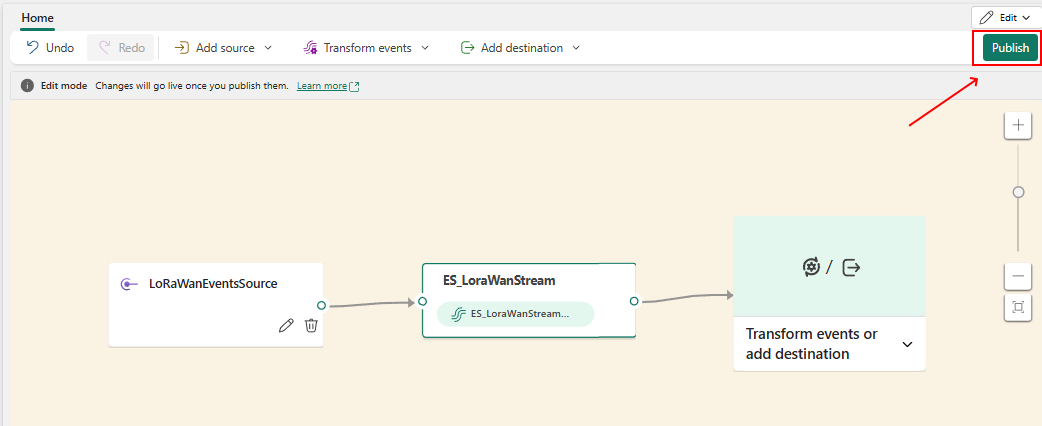 Home
Edit
Undo
Redo
Add source
Transform events
Add destination
Publish
Edit mode Changes will go live once you publish them. Learn more
LoRaWanEventsSource
ES_LoraWanStream
ES_LoraWanStream...
/
Transform events or
add destination